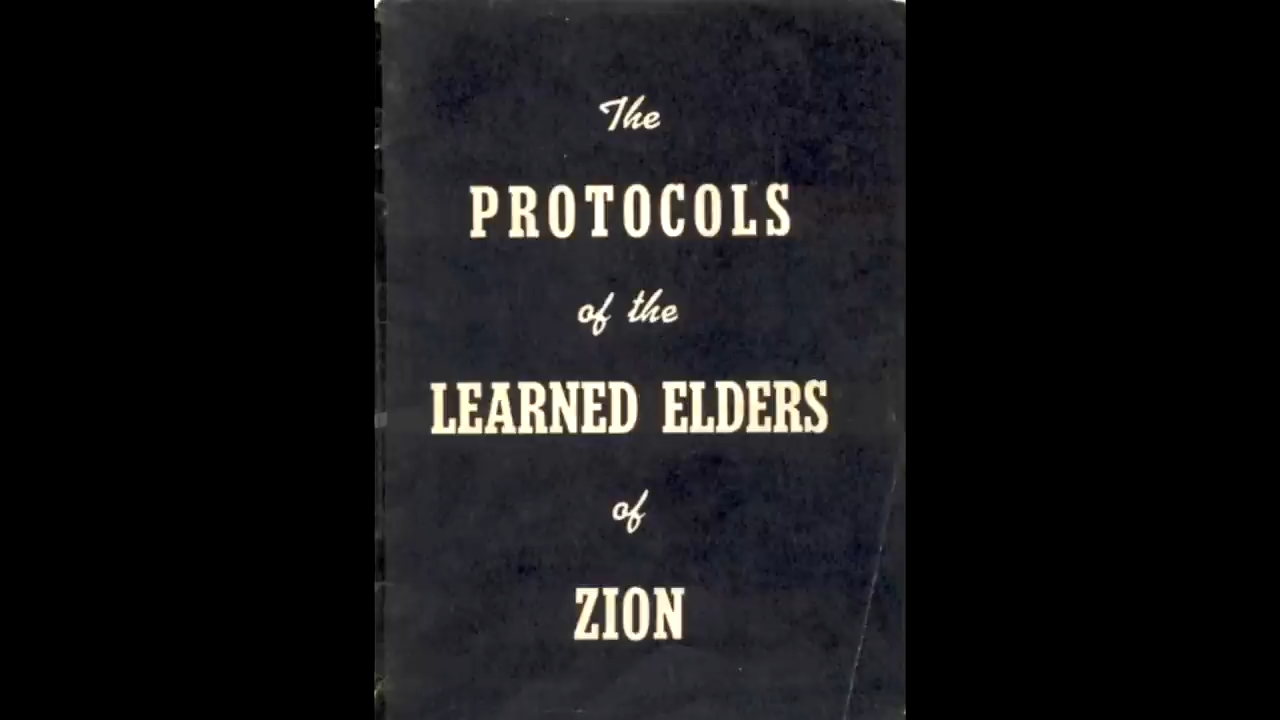 The
PROTOCOLS
of the
LEARNED ELDERS
of
ZION